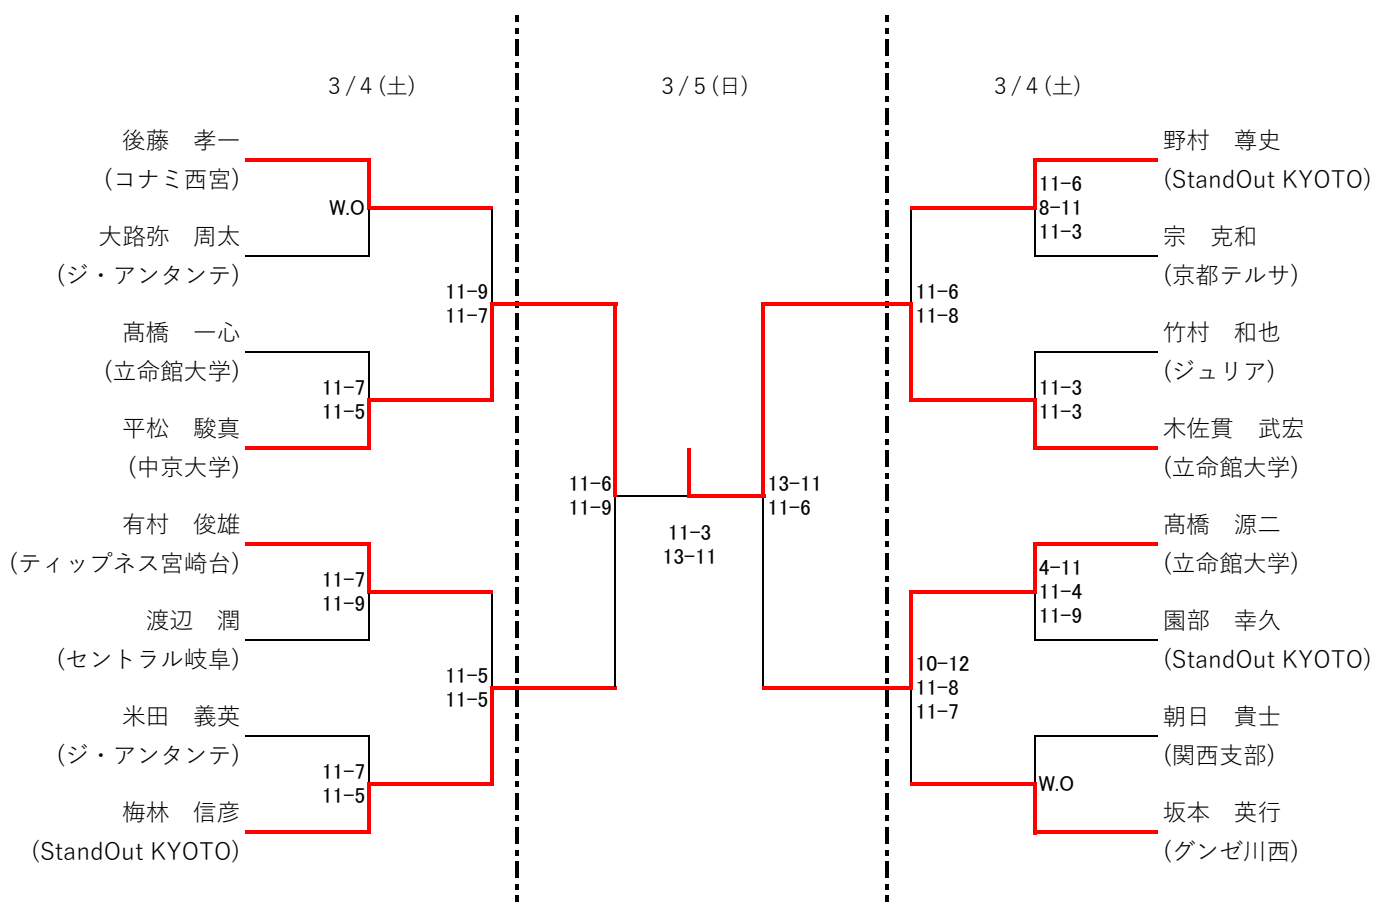 3 / 4 (土)
3 / 5 (日)
3 / 4 (土)
後藤　孝一
(コナミ西宮)
W.O
大路弥　周太
(ジ・アンタンテ)
11-9
11-7
髙橋　一心
(立命館大学)
11-7
11-5
平松　駿真
(中京大学)
11-6
11-9
有村　俊雄
(ティップネス宮崎台)
11-7
11-9
渡辺　潤
(セントラル岐阜)
11-5
11-5
米田　義英
(ジ・アンタンテ)
11-7
11-5
梅林　信彦
(StandOut KYOTO)
11-3
13-11
野村　尊史
(StandOut KYOTO)
11-6
8-11
11-3
宗　克和
(京都テルサ)
11-6
11-8
竹村　和也
(ジュリア)
11-3
11-3
木佐貫　武宏
(立命館大学)
13-11
11-6
髙橋　源二
(立命館大学)
4-11
11-4
11-9
園部　幸久
(StandOut KYOTO)
10-12
11-8
11-7
朝日　貴士
(関西支部)
W.O
坂本　英行
(グンゼ川西)